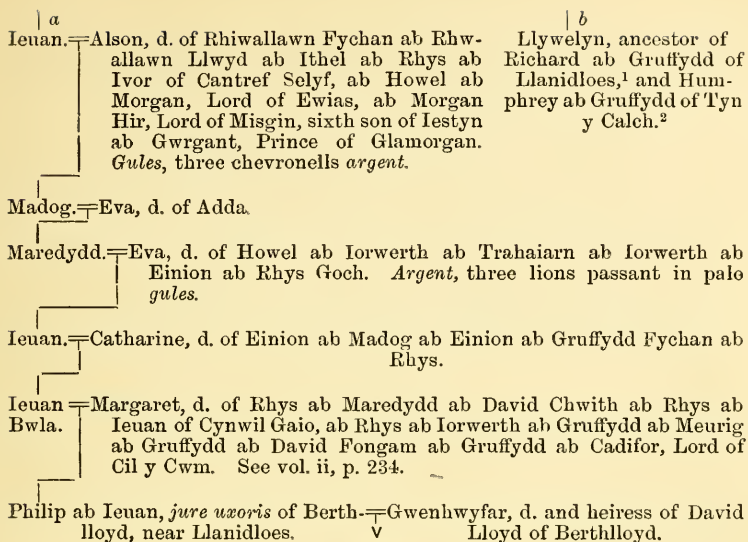 a
Ieuan.=Alson, d. of Rhiwallawn Fychan ab Rhw-
allawn Llwyd ab Ithel ab Rhys ab
Ivor of Cantref Selyf, ab Howel ab
Morgan, Lord of Ewias, ab Morgan
Hir, Lord of Misgin, sixth son of Iestyn
ab Gwrgant, Prince of Glamorgan.
Gules, three chevronells argent.
b
Llywelyn, ancestor of
Richard ab Gruffydd of
Llanidloes,¹ and Hum-
phrey ab Gruffydd of Tyn
y Calch.²
Madog.=Eva, d. of Adda.
Maredydd.=Eva, d. of Howel ab Iorwerth ab Trahaiarn ab Iorwerth ab
Einion ab Rhys Goch. Argent, three lions passant in palo
gules.
Ieuan.=Catharine, d. of Einion ab Madog ab Einion ab Gruffydd Fychan ab
Rhys.
Ieuan =Margaret, d. of Rhys ab Maredydd ab David Chwith ab Rhys ab
Bwla. Ieuan of Cynwil Gaio, ab Rhys ab Iorwerth ab Gruffydd ab Meurig
ab Gruffydd ab David Fongam ab Gruffydd ab Cadifor, Lord of
Cil y Cwm. See vol. ii, p. 234.
Philip ab Ieuan, jure uxoris of Berth-=Gwenhwyfar, d. and heiress of David
lloyd, near Llanidloes. v Lloyd of Berthlloyd.